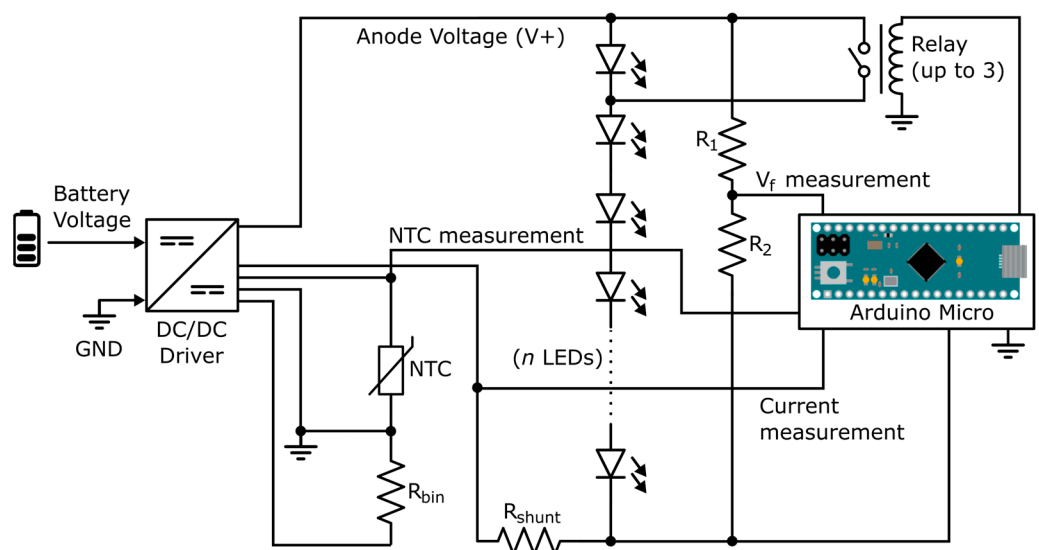 Anode Voltage (V+)
Relay
(up to 3)
R1
Vf measurement
Battery
Voltage
NTC measurement
R2
GND
DC/DC
Driver
Arduino Micro
NTC
(n LEDs)
Current
measurement
Rbin
Rshunt